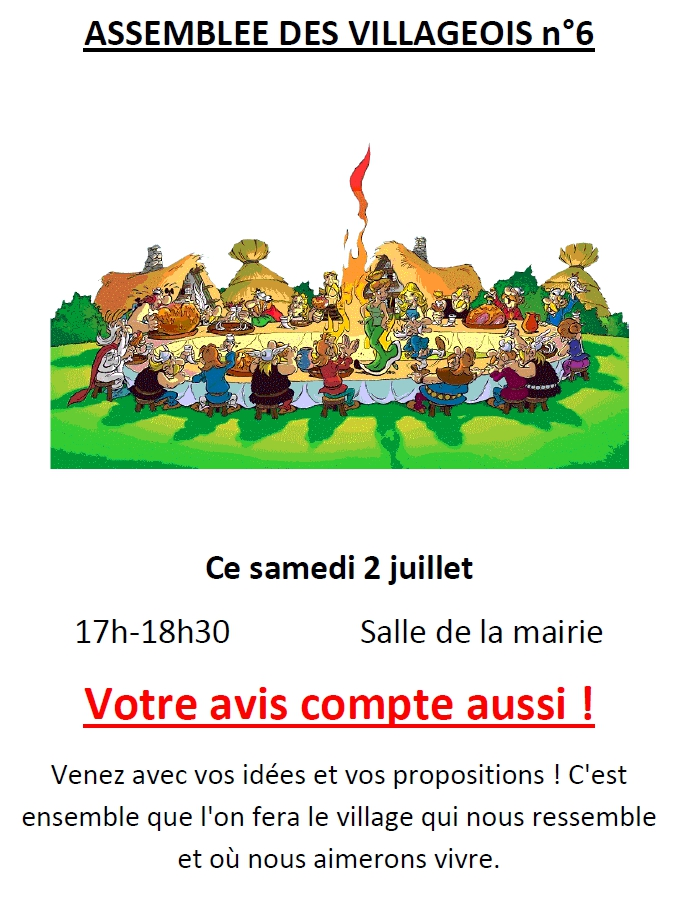 ASSEMBLEE DES VILLAGEOIS n°6
Ce samedi 2 juillet
17h-18h30 Salle de la mairie
Votre avis compte aussi !
Venez avec vos idées et vos propositions ! C'est
ensemble que l'on fera le village qui nous ressemble
et où nous aimerons vivre.